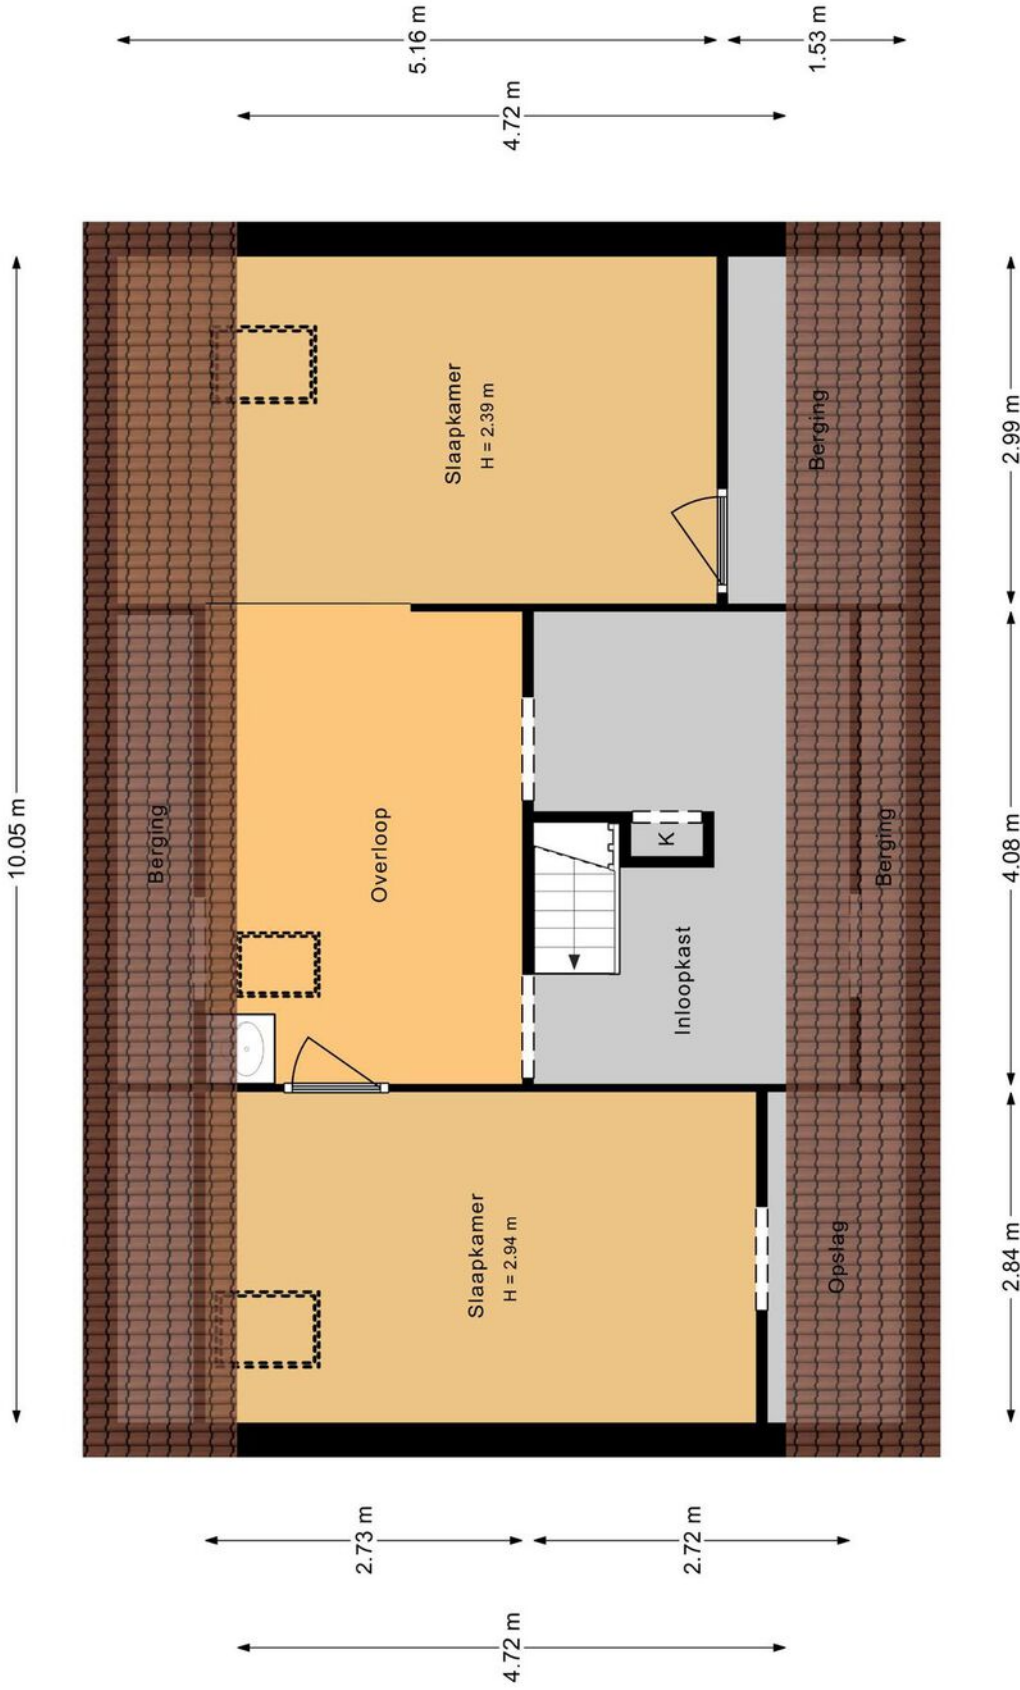 5.16 m
1.53 m
4.72 m
10.05 m
Slaapkamer
H = 2.39 m
Berging
2.99 m
Berging
Overloop
K
Inloopkast
Berging
4.08 m
Slaapkamer
H = 2.94 m
Opslag
2.84 m
2.73 m
2.72 m
4.72 m